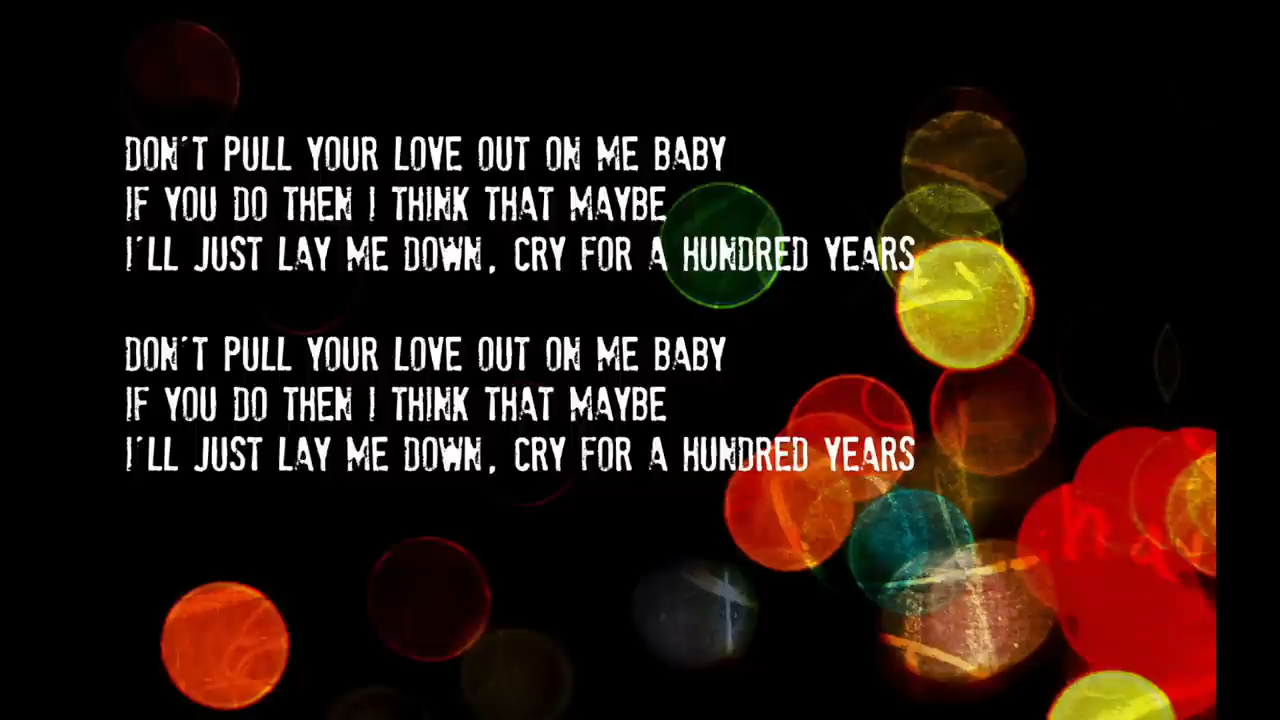 DON'T PULL YOUR LOVE OUT ON ME BABY
IF YOU DO THEN I THINK THAT MAYBE
I'LL JUST LAY ME DOWN, CRY FOR A HUNDRED YEARS
DON'T PULL YOUR LOVE OUT ON ME BABY
IF YOU DO THEN I THINK THAT MAYBE
I'LL JUST LAY ME DOWN, CRY FOR A HUNDRED YEARS